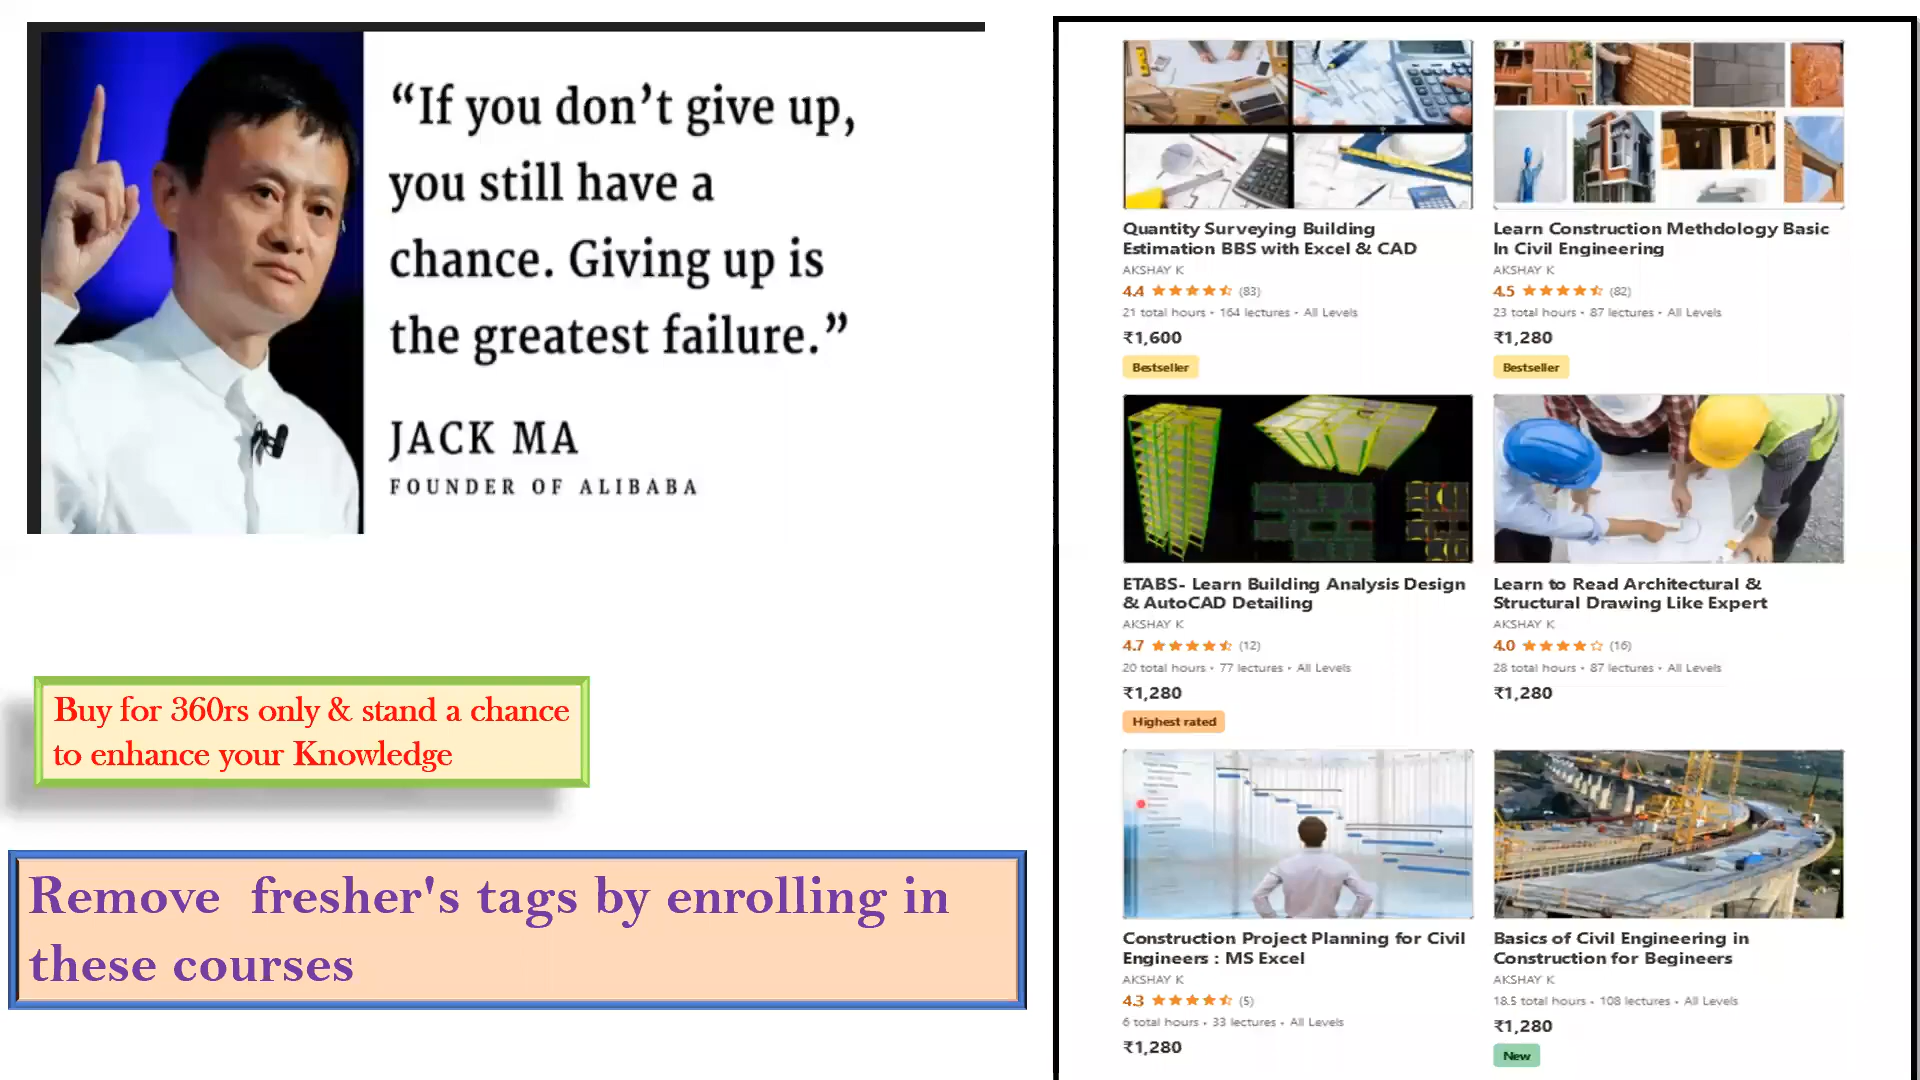 “If you don’t give up,
you still have a
chance. Giving up is
the greatest failure.”
JACK MA
FOUNDER OF ALIBABA
Buy for 360rs only & stand a chance
to enhance your Knowledge
Remove fresher's tags by enrolling in
these courses
Quantity Surveying Building
Estimation BBS with Excel & CAD
AKSHAY K
4.4 (83)
21 total hours • 164 lectures • All Levels
₹1,600
Bestseller
Learn Construction Methdology Basic
In Civil Engineering
AKSHAY K
4.5 (82)
23 total hours • 87 lectures • All Levels
₹1,280
Bestseller
ETABS- Learn Building Analysis Design
& AutoCAD Detailing
AKSHAY K
4.7 (12)
20 total hours • 77 lectures • All Levels
₹1,280
Highest rated
Learn to Read Architectural &
Structural Drawing Like Expert
AKSHAY K
4.0 (16)
28 total hours • 87 lectures • All Levels
₹1,280
Construction Project Planning for Civil
Engineers : MS Excel
AKSHAY K
4.3 (5)
6 total hours • 33 lectures • All Levels
₹1,280
Basics of Civil Engineering in
Construction for Begineers
AKSHAY K
18.5 total hours • 108 lectures • All Levels
₹1,280
New